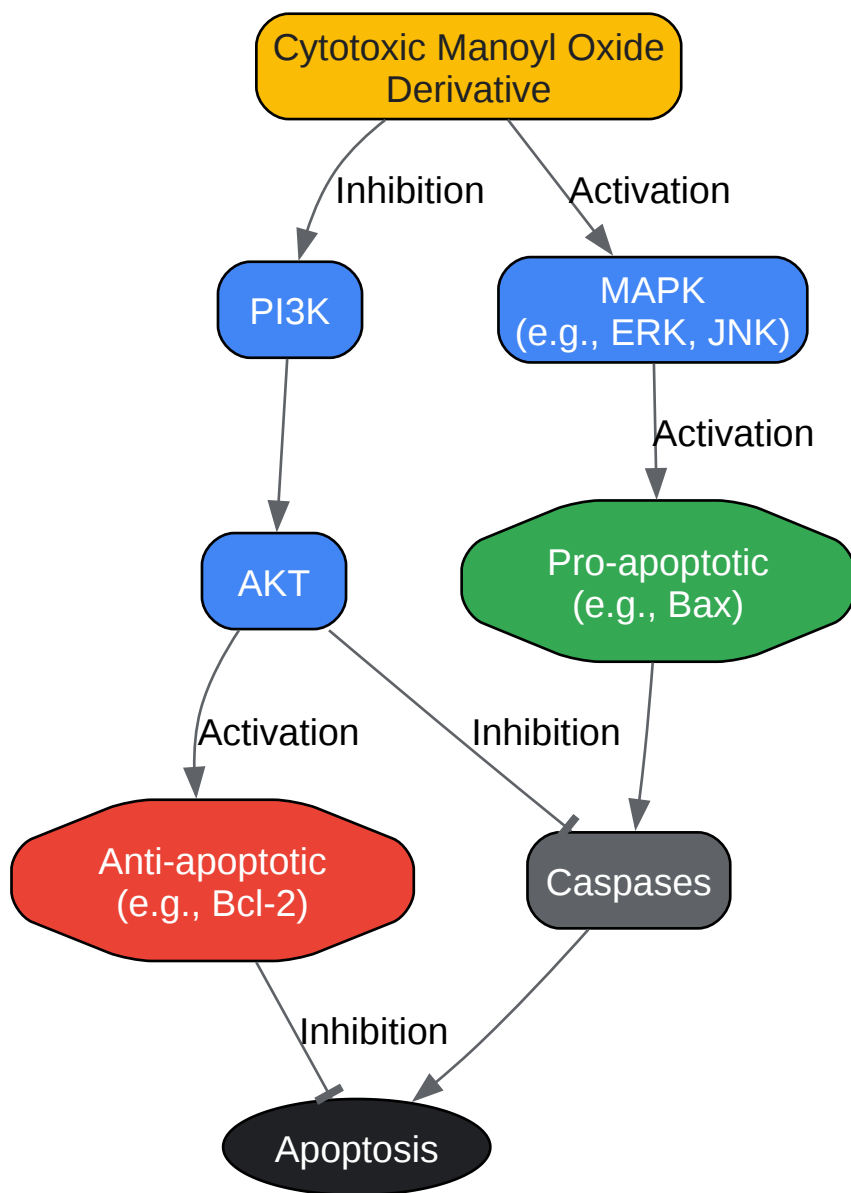 Cytotoxic Manoyl Oxide
Derivative
Inhibition
Activation
PI3K
MAPK
(e.g., ERK, JNK)
Activation
AKT
Pro-apoptotic
(e.g., Bax)
Activation
Inhibition
Anti-apoptotic
(e.g., Bcl-2)
Caspases
Inhibition
Apoptosis